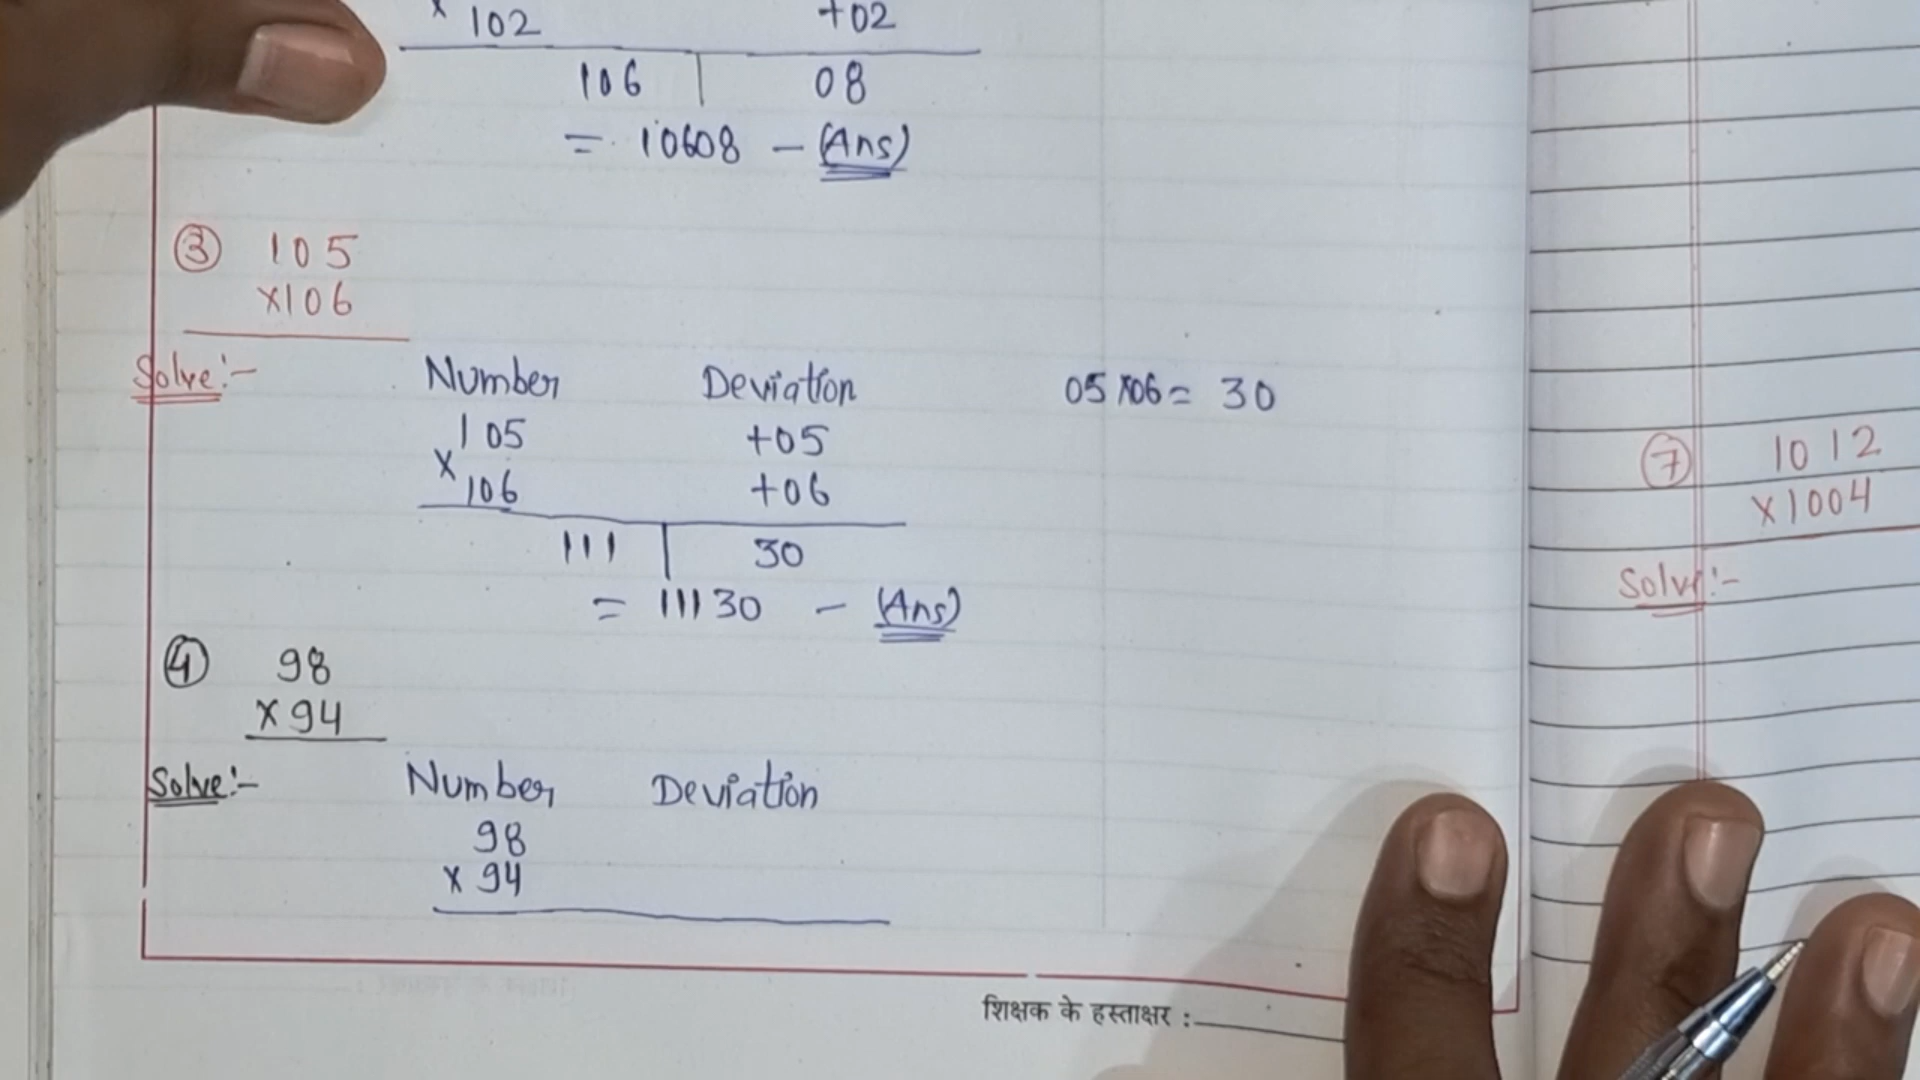 × 102 +02
106 | 08
= 10608 - (Ans)
③ 105
×106
Solve:-
Number Deviation 05×06 = 30
105 +05
× 106 +06
111 | 30
= 11130 - (Ans)
④ 98
× 94
Solve:-
Number Deviation
98
× 94
शिक्षक के हस्ताक्षर :
⑦ 1012
×1004
Solve:-